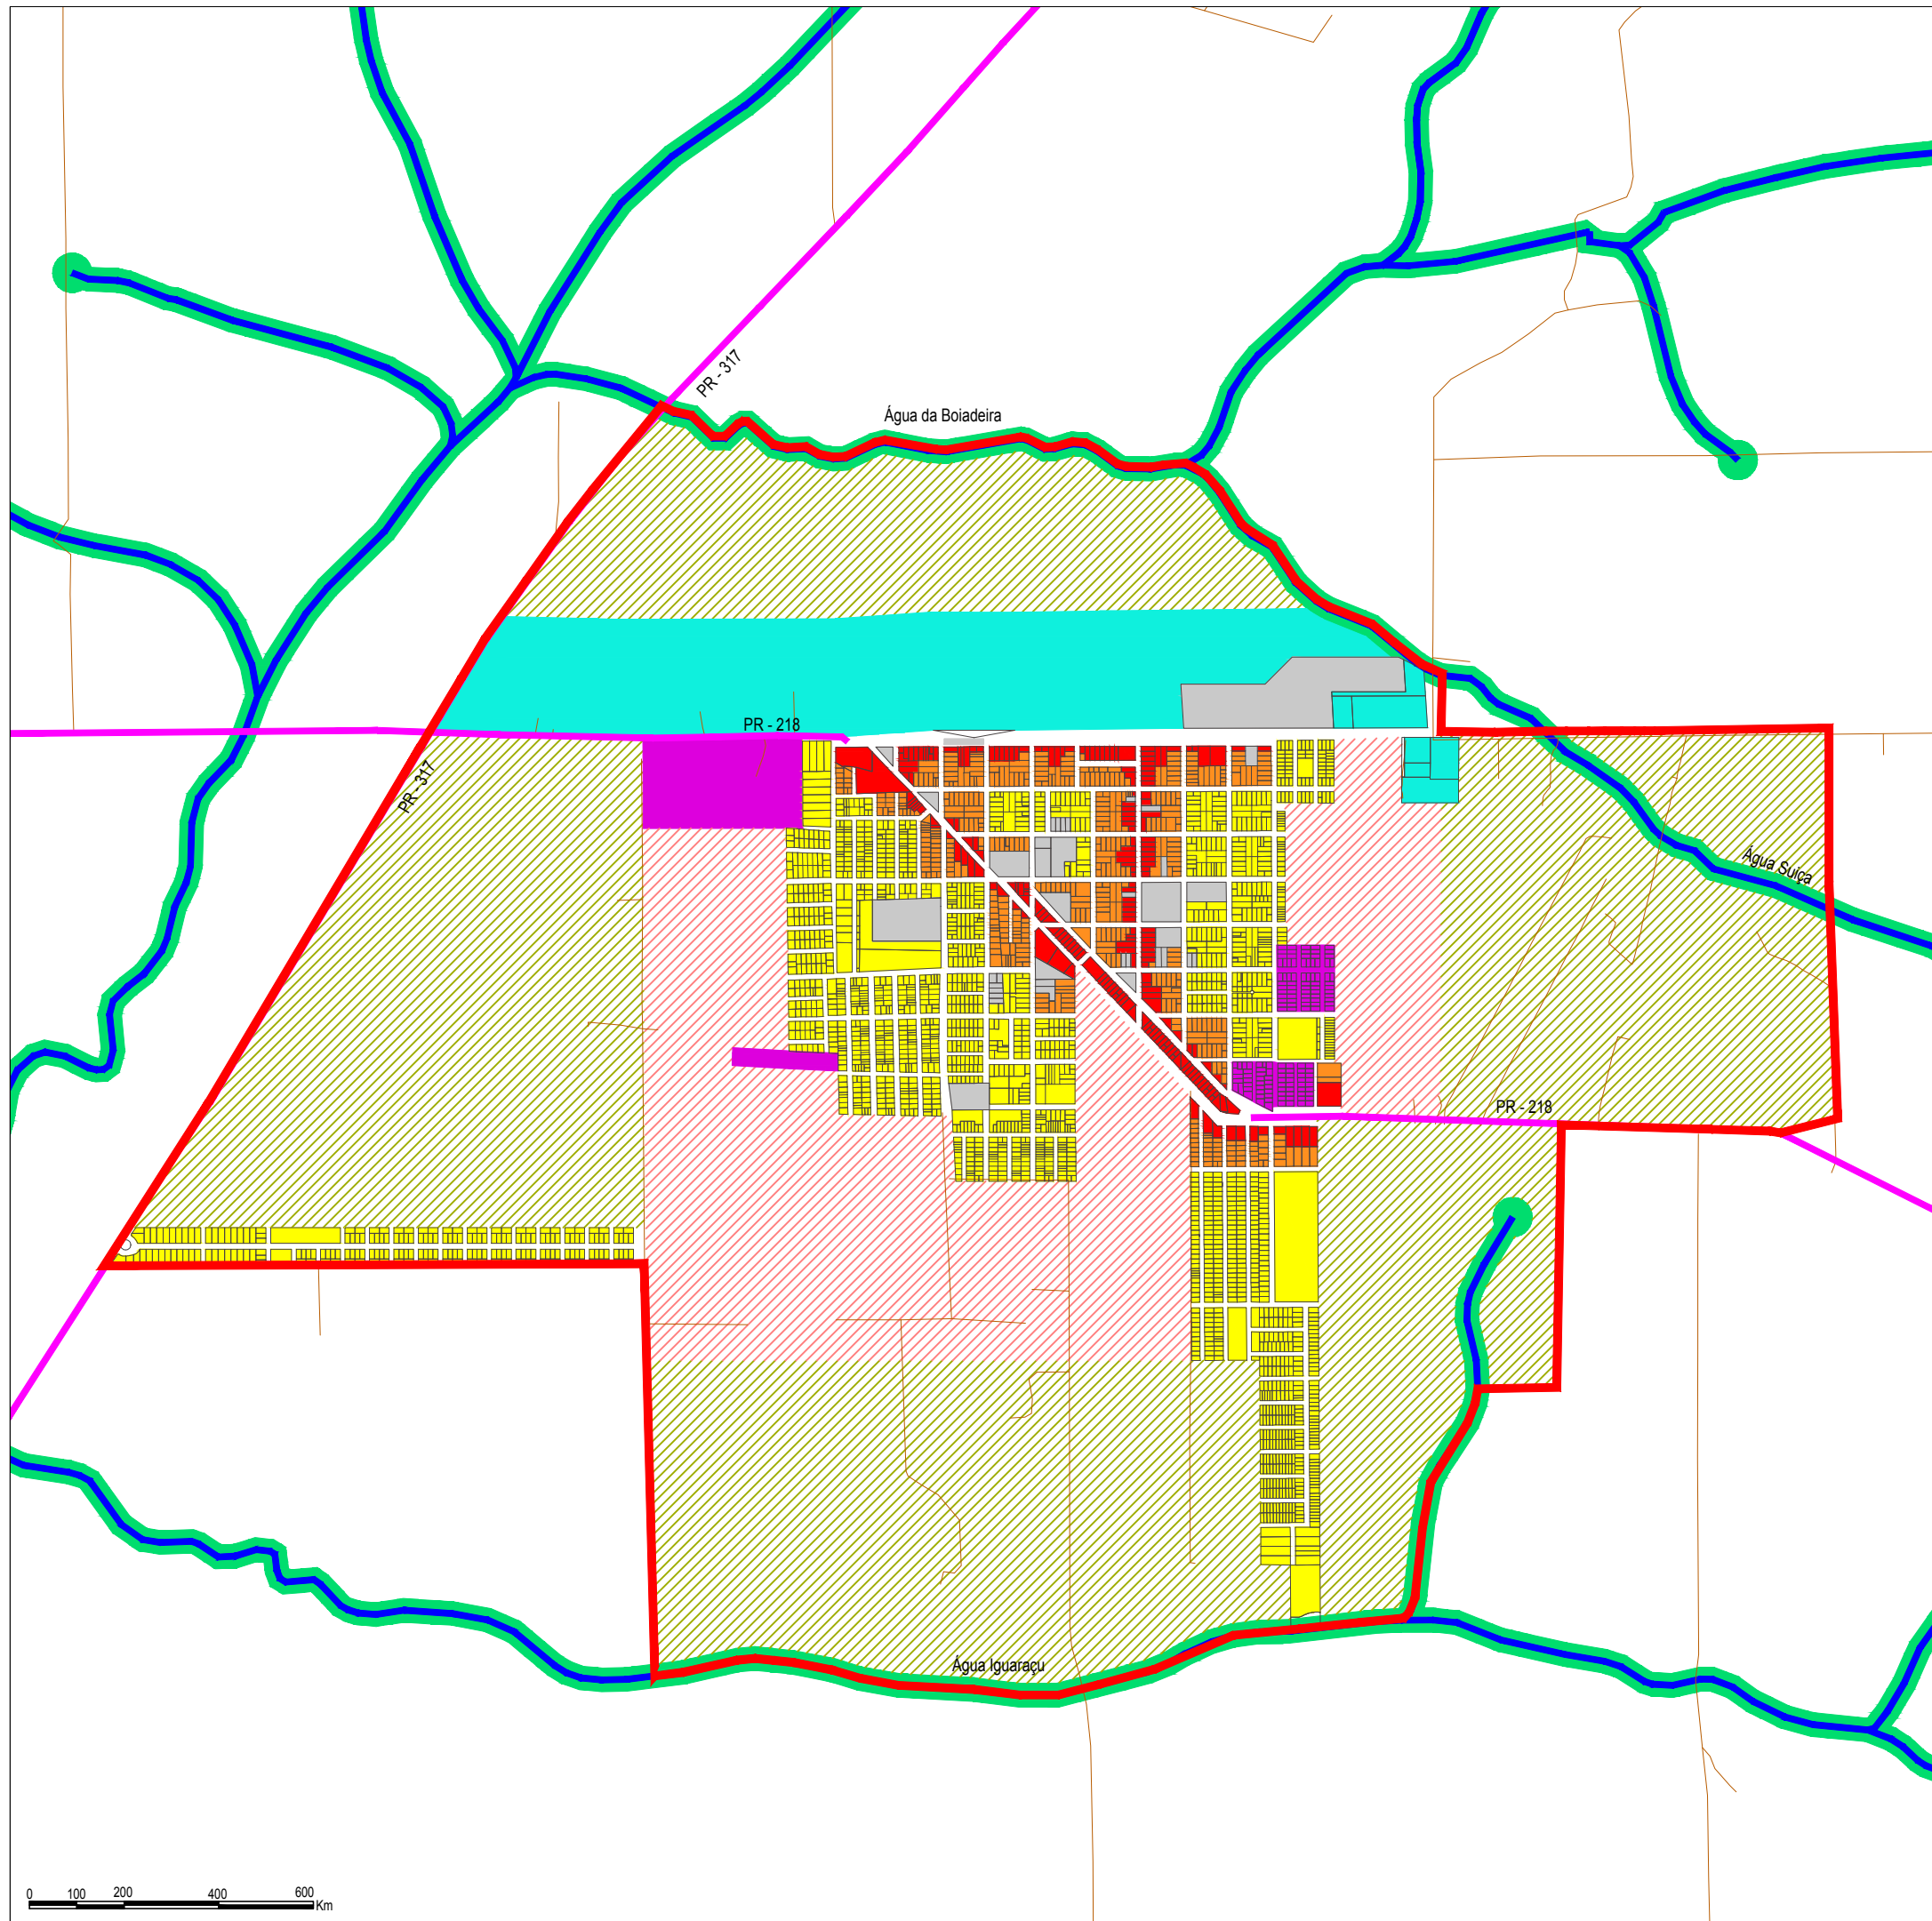 PR - 317
Água da Boiadeira
PR - 218
PR - 317
Água Suiça
PR - 218
Água Iguaraçu
0 100 200 400 600
Km